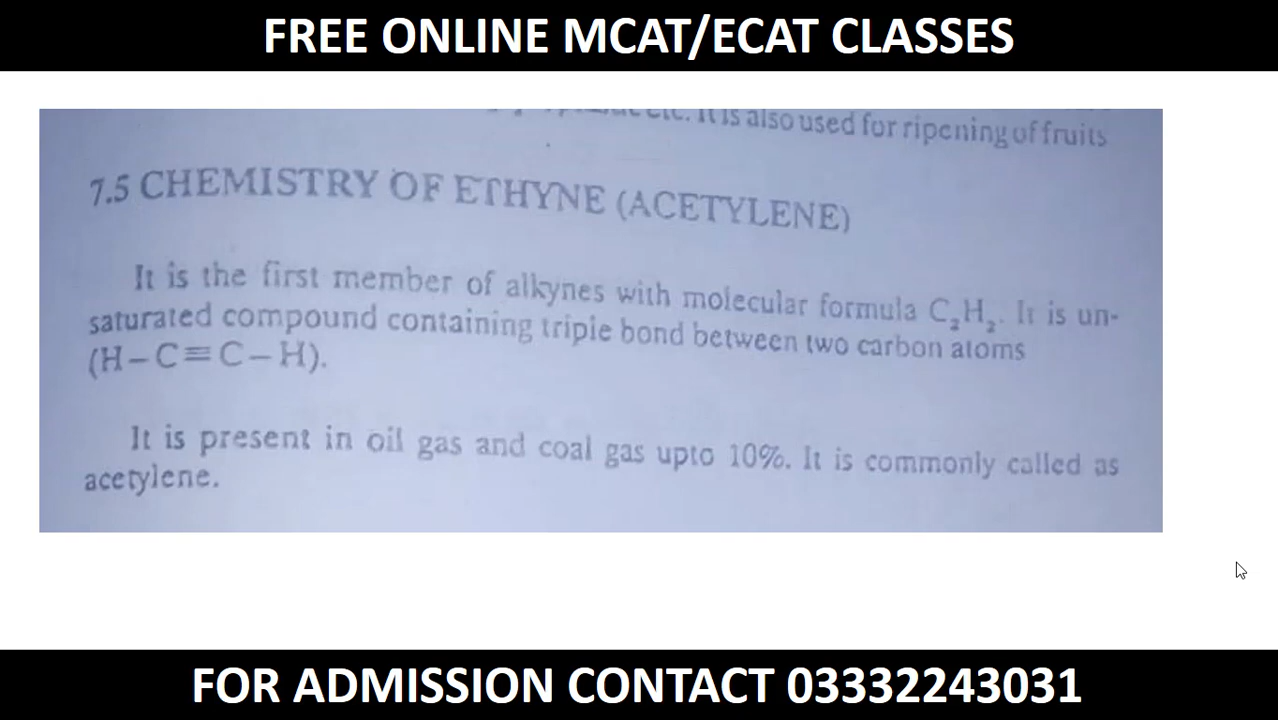 FREE ONLINE MCAT/ECAT CLASSES
etc. It is also used for ripening of fruits
7.5 CHEMISTRY OF ETHYNE (ACETYLENE)
It is the first member of alkynes with molecular formula C₂H₂. It is un-
saturated compound containing triple bond between two carbon atoms
(H–C≡C–H).
It is present in oil gas and coal gas upto 10%. It is commonly called as
acetylene.
FOR ADMISSION CONTACT 03332243031